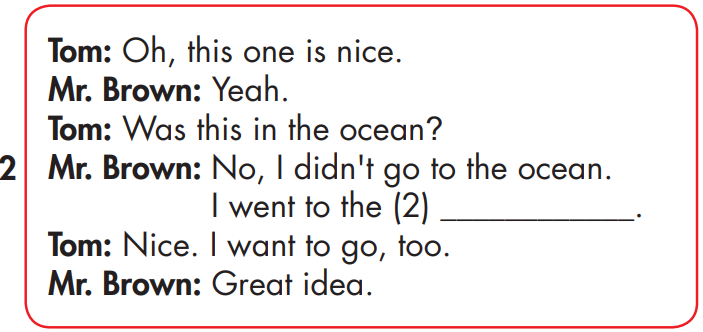 Tom: Oh, this one is nice.
Mr. Brown: Yeah.
Tom: Was this in the ocean?
2 Mr. Brown: No, I didn't go to the ocean.
I went to the (2) ____________.
Tom: Nice. I want to go, too.
Mr. Brown: Great idea.